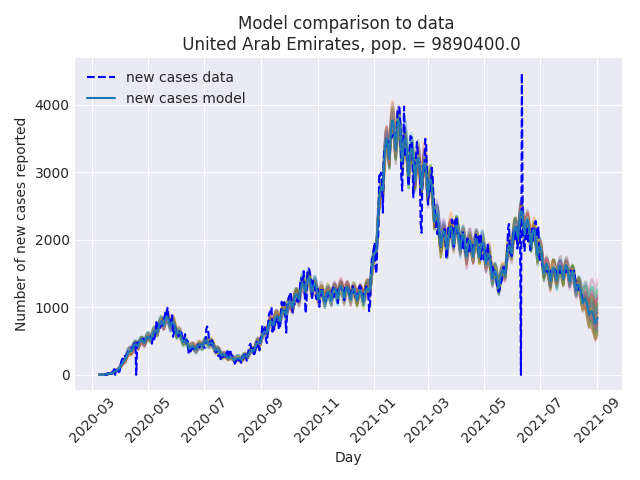 Model comparison to data
United Arab Emirates, pop. = 9890400.0
new cases data
new cases model
Number of new cases reported
4000
3000
2000
1000
0
2020-03
2020-05
2020-07
2020-09
2020-11
2021-01
2021-03
2021-05
2021-07
2021-09
Day